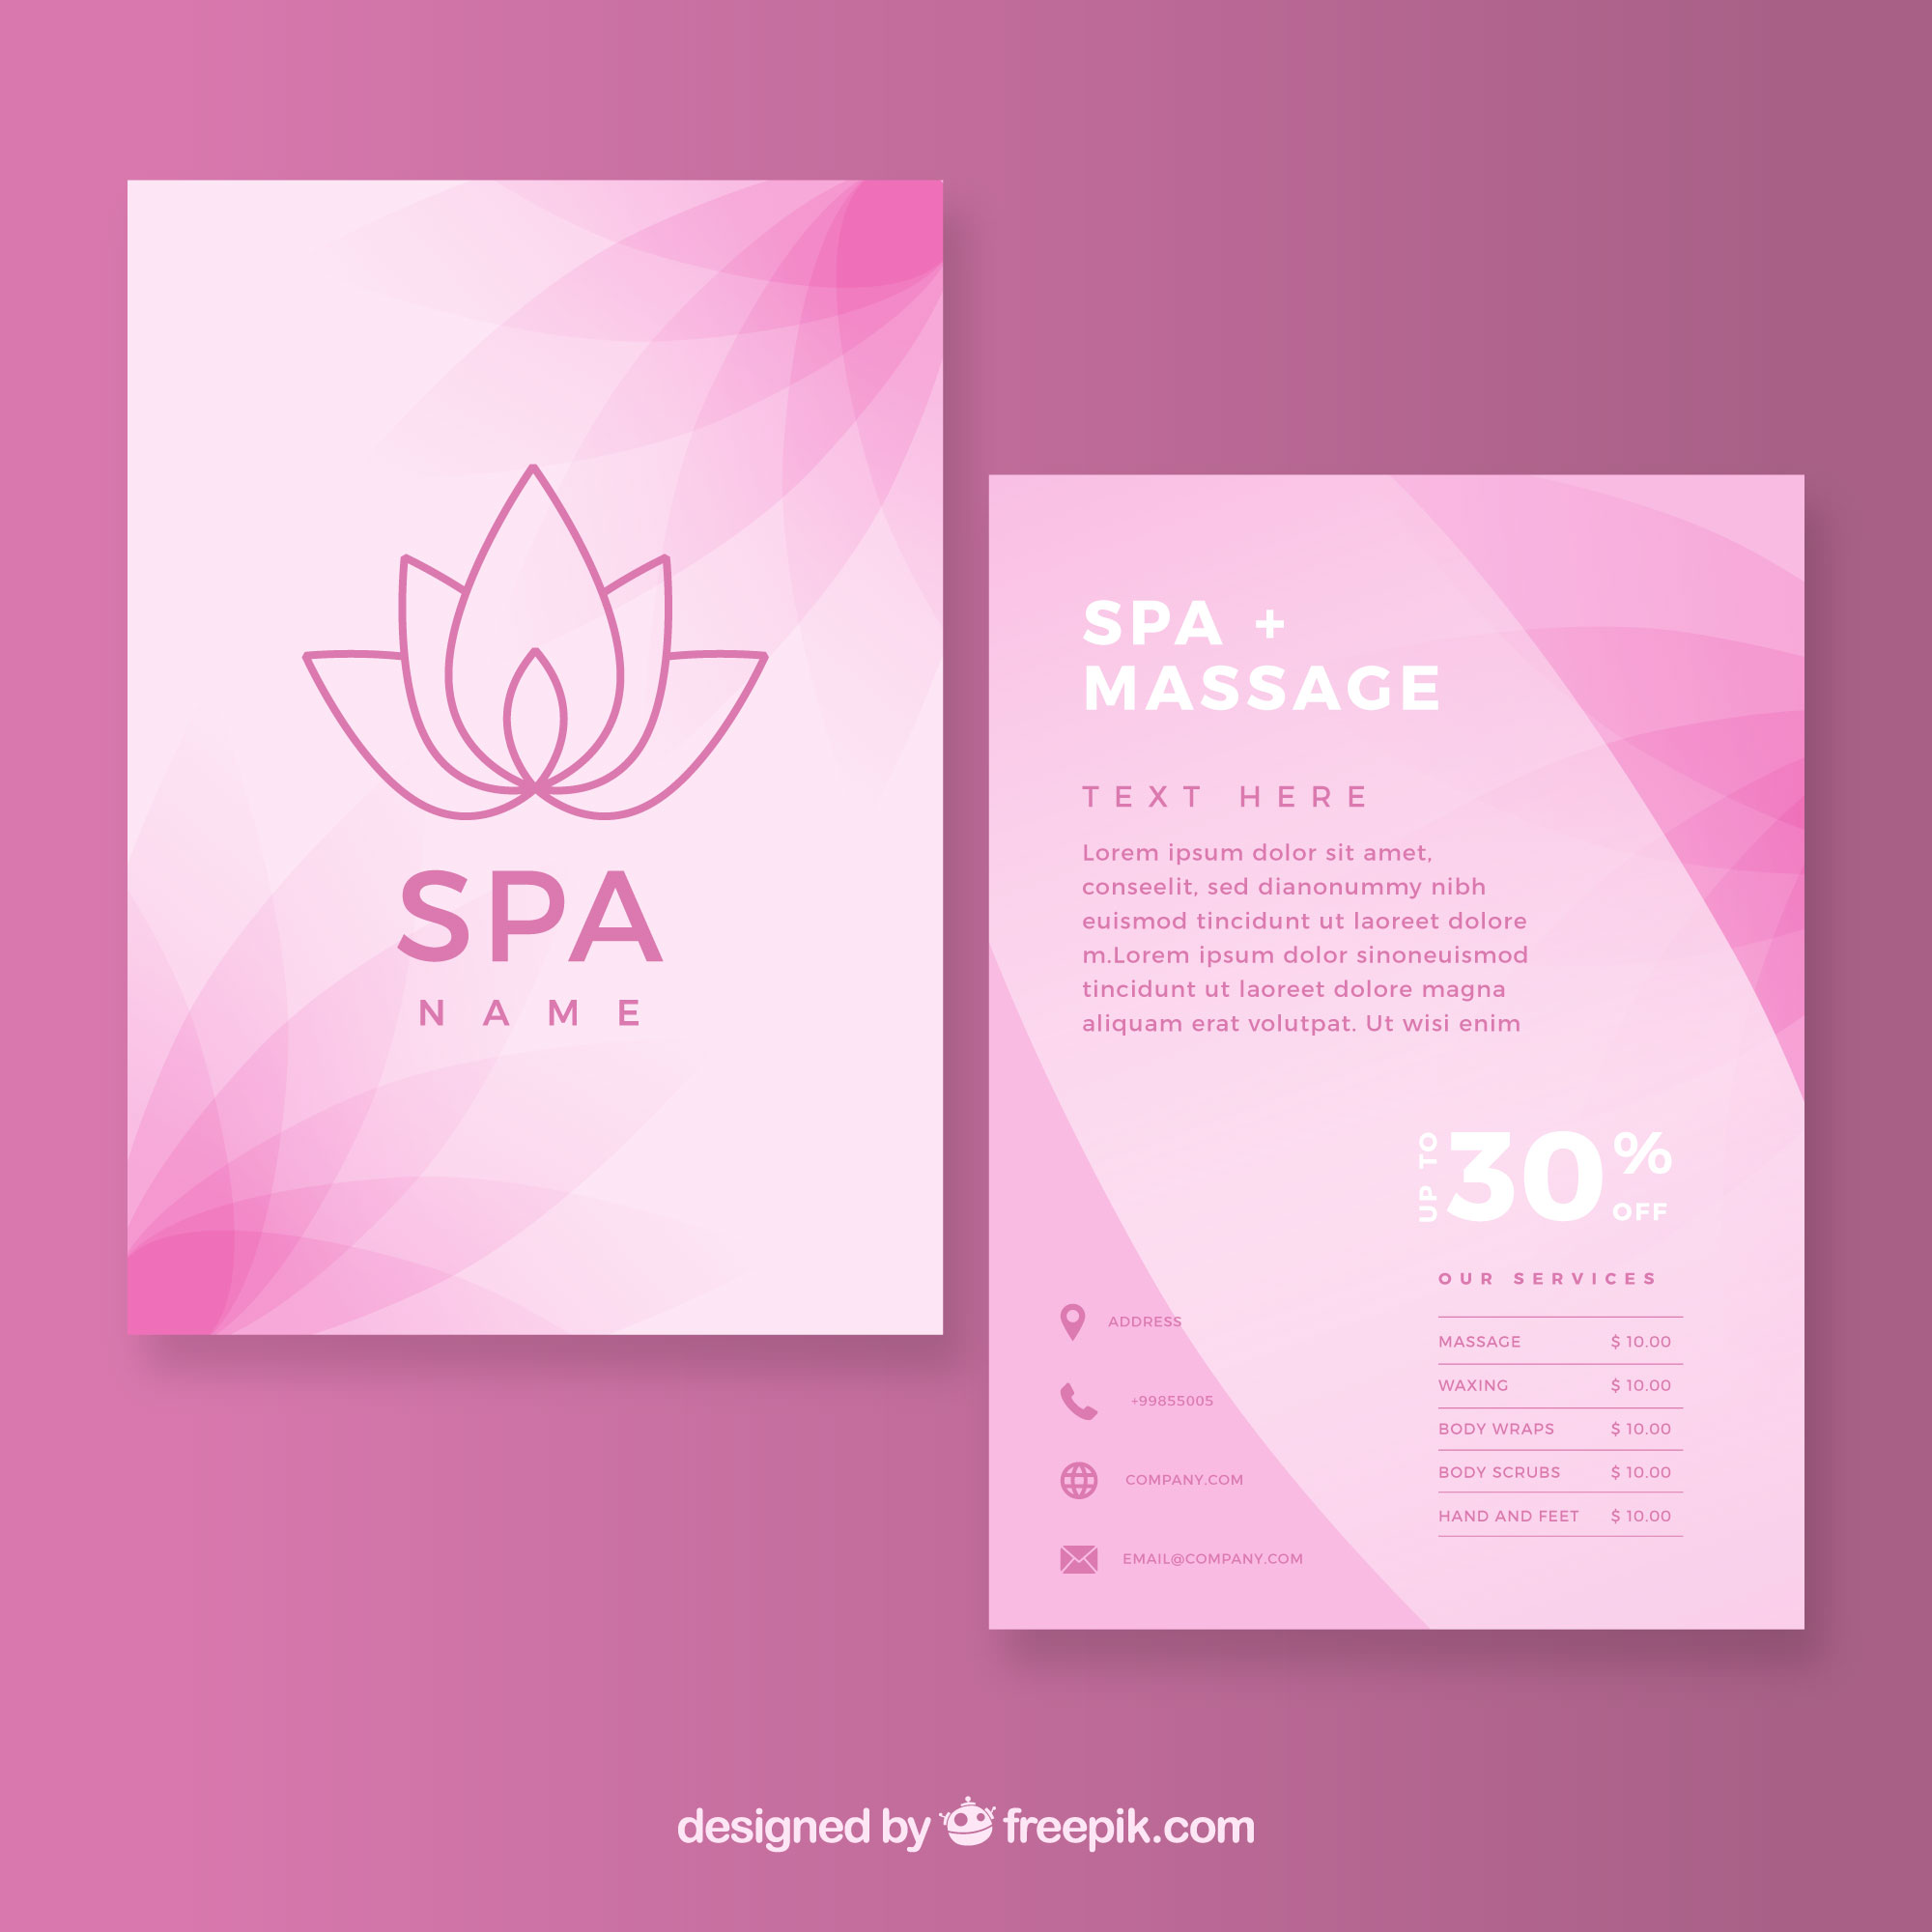 SPA
NAME
SPA +
MASSAGE
TEXT HERE
Lorem ipsum dolor sit amet,
conseelit, sed dianonummy nibh
euismod tincidunt ut laoreet dolore
m.Lorem ipsum dolor sinoneuismod
tincidunt ut laoreet dolore magna
aliquam erat volutpat. Ut wisi enim
UP TO 30% OFF
OUR SERVICES
MASSAGE $ 10.00
WAXING $ 10.00
BODY WRAPS $ 10.00
BODY SCRUBS $ 10.00
HAND AND FEET $ 10.00
ADDRESS
+99855005
COMPANY.COM
EMAIL@COMPANY.COM
designed by freepik.com